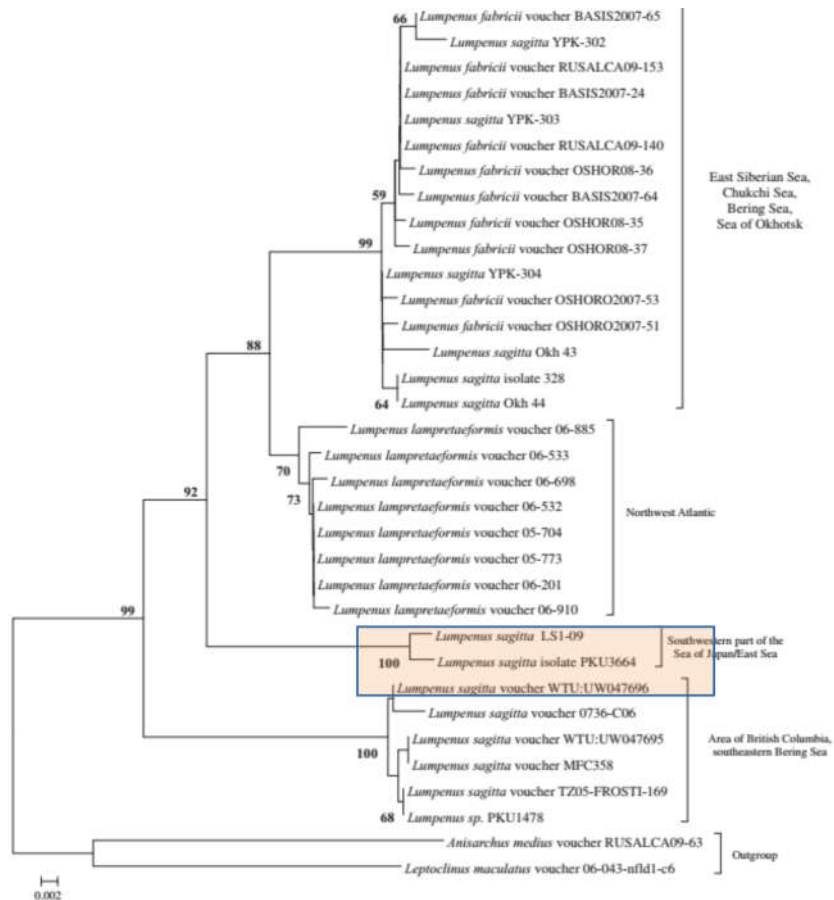 66
Lumpenus fabricii voucher BASIS2007-65
Lumpenus sagitta YPK-302
Lumpenus fabricii voucher RUSALCA09-153
Lumpenus fabricii voucher BASIS2007-24
Lumpenus sagitta YPK-303
Lumpenus fabricii voucher RUSALCA09-140
Lumpenus fabricii voucher OSHOR08-36
59
Lumpenus fabricii voucher BASIS2007-64
Lumpenus fabricii voucher OSHOR08-35
99
Lumpenus fabricii voucher OSHOR08-37
Lumpenus sagitta YPK-304
Lumpenus fabricii voucher OSHORO2007-53
Lumpenus fabricii voucher OSHORO2007-51
88
Lumpenus sagitta Okh 43
Lumpenus sagitta isolate 328
64
Lumpenus sagitta Okh 44
East Siberian Sea,
Chukchi Sea,
Bering Sea,
Sea of Okhotsk
Lumpenus lampretaeformis voucher 06-885
Lumpenus lampretaeformis voucher 06-533
70
Lumpenus lampretaeformis voucher 06-698
73
Lumpenus lampretaeformis voucher 06-532
Lumpenus lampretaeformis voucher 05-704
Lumpenus lampretaeformis voucher 05-773
Lumpenus lampretaeformis voucher 06-201
Lumpenus lampretaeformis voucher 06-910
Northwest Atlantic
92
99
Lumpenus sagitta LS1-09
100
Lumpenus sagitta isolate PKU3664
Southwestern part of the
Sea of Japan/East Sea
Lumpenus sagitta voucher WTU:UW047696
Lumpenus sagitta voucher 0736-C06
100
Lumpenus sagitta voucher WTU:UW047695
Lumpenus sagitta voucher MFC358
Lumpenus sagitta voucher TZ05-FROSTI-169
68
Lumpenus sp. PKU1478
Area of British Columbia,
southeastern Bering Sea
Anisarchus medius voucher RUSALCA09-63
Leptoclinus maculatus voucher 06-043-nfld1-c6
Outgroup
0.002